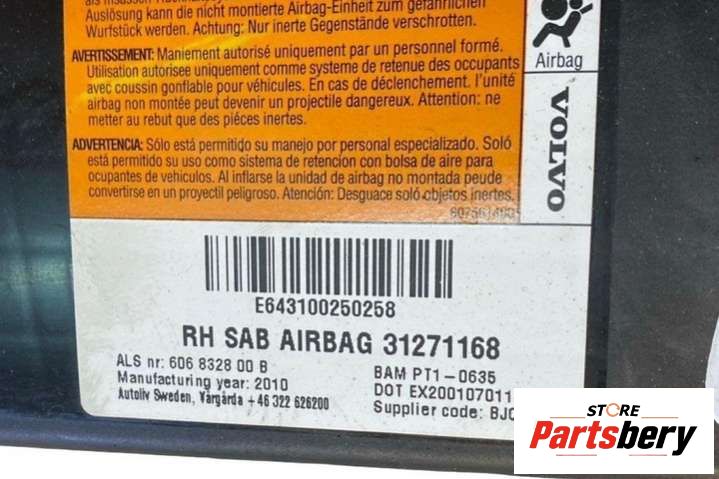 Auslösung kann die nicht montierte Airbag-Einheit zum gefährlichen
Wurfstück werden. Achtung: Nur inerte Gegenstände verschrotten.
AVERTISSEMENT: Maniement autorisé uniquement par un personnel formé.
Utilisation autorisee uniquement comme systeme de retenue des occupants
avec coussin gonflable pour véhicules. En cas de déclenchement. l'unité
airbag non montée peut devenir un projectile dangereux. Attention: ne
metter au rebut que des piéces inertes.
ADVERTENCIA: Sólo está permitido su manejo por personal especializado. Soló
está permitido su uso como sistema de retención con bolsa de aire para
ocupantes de vehiculos. Al inflarse la unidad de airbag no montada peude
convertirse en un proyectil peligroso. Atención: Desguace soló objetos inertes.
Airbag
VOLVO
E643100250258
RH SAB AIRBAG 31271168
ALS nr: 606 8328 00 B
Manufacturing year: 2010
Autoliv Sweden, Vårgårda +46 322 626200
BAM PT1-0635
DOT EX200107011
Supplier code: BJ
STORE
Partsbery